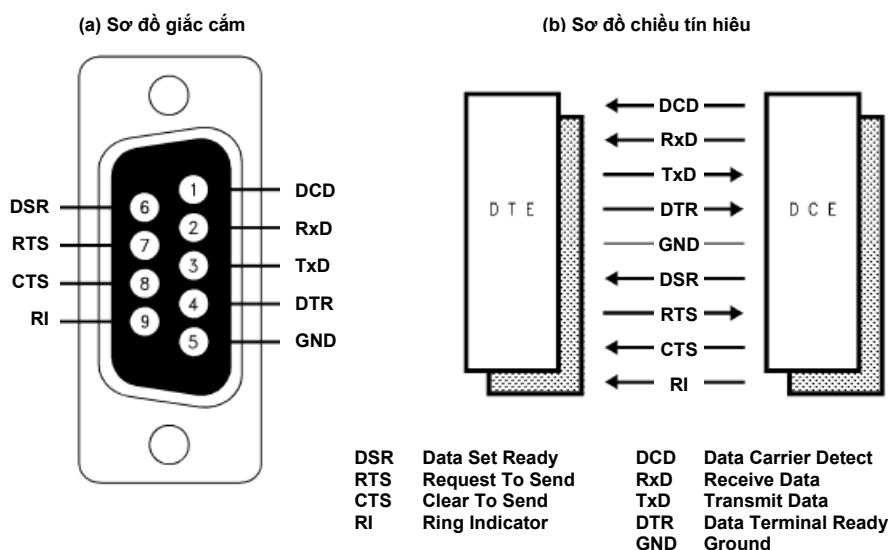 (a) Sơ đồ giắc cắm
DSR
RTS
CTS
RI
6
7
8
9
1
2
3
4
5
DCD
RxD
TxD
DTR
GND
(b) Sơ đồ chiều tín hiêu
D T E
DCD
RxD
TxD
DTR
GND
DSR
RTS
CTS
RI
D C E
DSR Data Set Ready
RTS Request To Send
CTS Clear To Send
RI Ring Indicator
DCD Data Carrier Detect
RxD Receive Data
TxD Transmit Data
DTR Data Terminal Ready
GND Ground